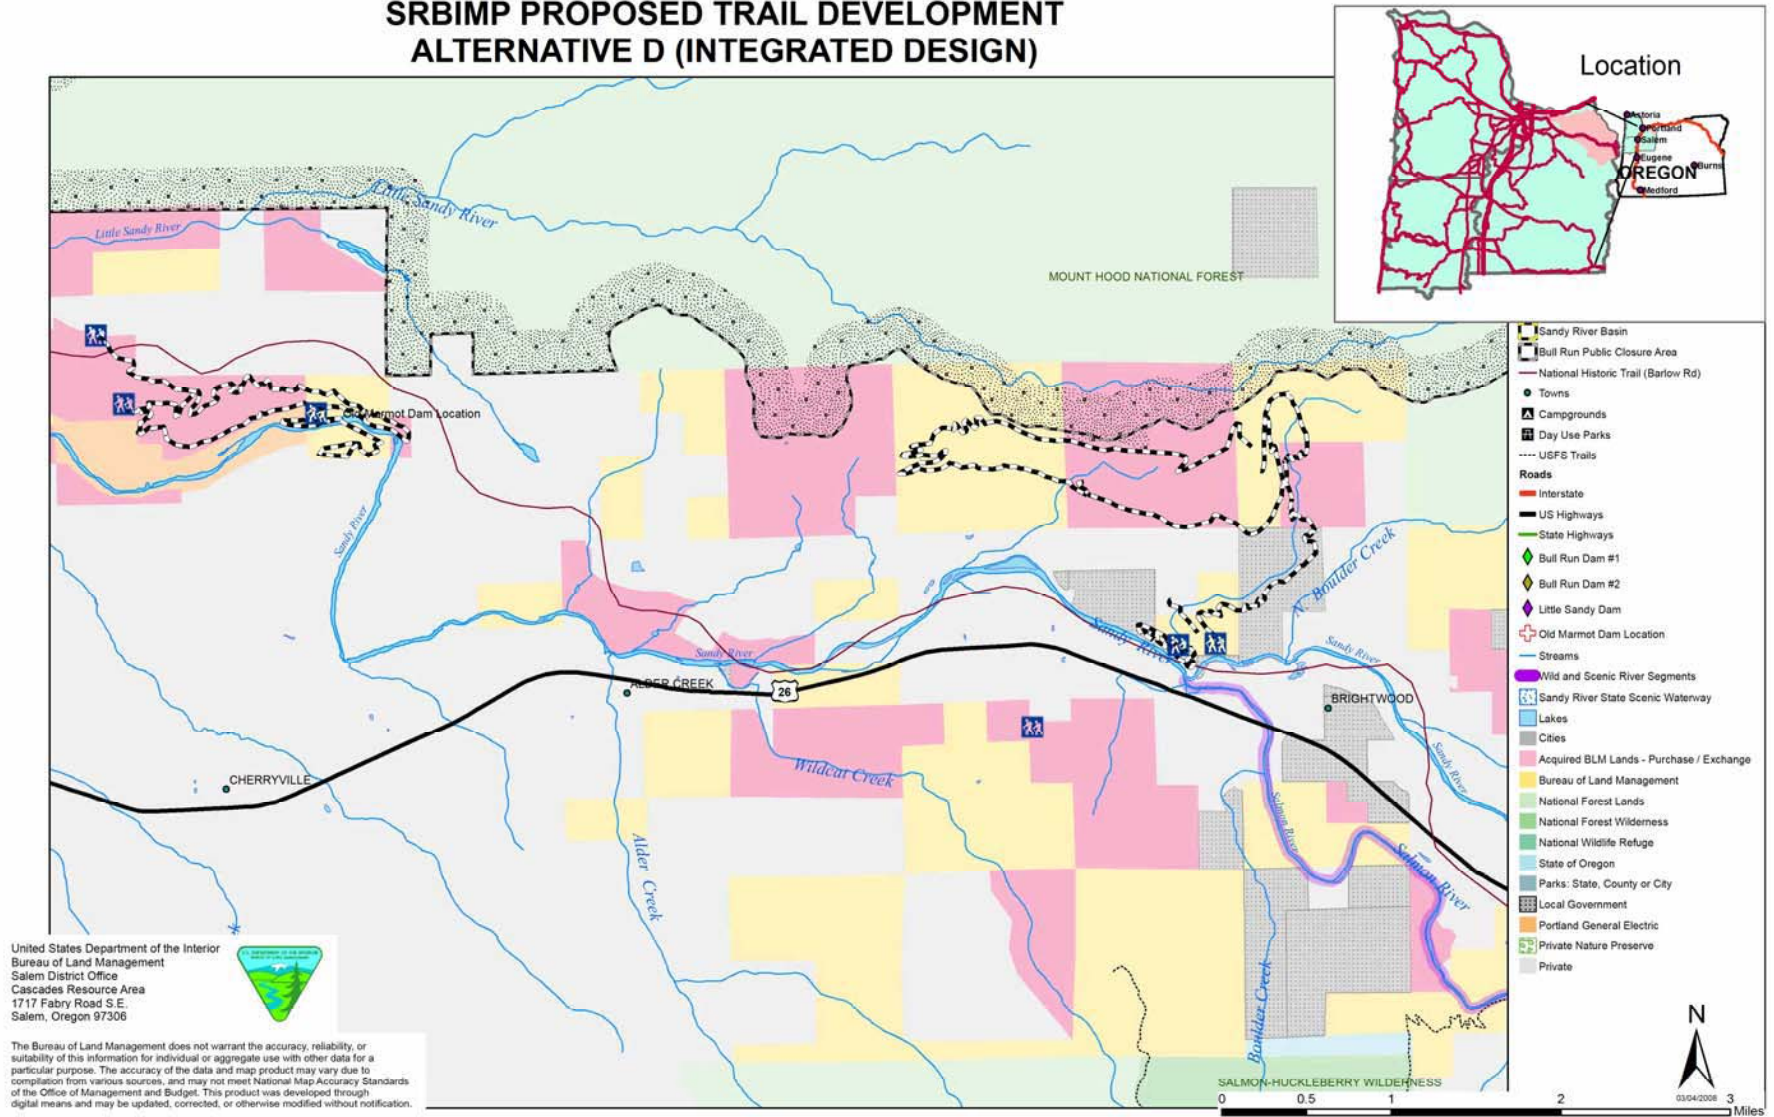 SRBIMP PROPOSED TRAIL DEVELOPMENT
ALTERNATIVE D (INTEGRATED DESIGN)
Location
Astoria
Portland
Salem
Eugene
Burns
OREGON
Medford
Little Sandy River
Little Sandy River
MOUNT HOOD NATIONAL FOREST
Old Marmot Dam Location
Sandy River
N. Boulder Creek
Sandy River
Sandy River
Sandy River
ALDER CREEK
26
BRIGHTWOOD
Sandy River
CHERRYVILLE
Wildcat Creek
Salmon River
Alder Creek
Salmon River
Boulder Creek
SALMON-HUCKLEBERRY WILDERNESS
Sandy River Basin
Bull Run Public Closure Area
National Historic Trail (Barlow Rd)
Towns
Campgrounds
Day Use Parks
USFS Trails
Roads
Interstate
US Highways
State Highways
Bull Run Dam #1
Bull Run Dam #2
Little Sandy Dam
Old Marmot Dam Location
Streams
Wild and Scenic River Segments
Sandy River State Scenic Waterway
Lakes
Cities
Acquired BLM Lands - Purchase / Exchange
Bureau of Land Management
National Forest Lands
National Forest Wilderness
National Wildlife Refuge
State of Oregon
Parks: State, County or City
Local Government
Portland General Electric
Private Nature Preserve
Private
United States Department of the Interior
Bureau of Land Management
Salem District Office
Cascades Resource Area
1717 Fabry Road S.E.
Salem, Oregon 97306
The Bureau of Land Management does not warrant the accuracy, reliability, or
suitability of this information for individual or aggregate use with other data for a
particular purpose. The accuracy of the data and map product may vary due to
compilation from various sources, and may not meet National Map Accuracy Standards
of the Office of Management and Budget. This product was developed through
digital means and may be updated, corrected, or otherwise modified without notification.
N
03/04/2008
0 0.5 1 2 3
Miles